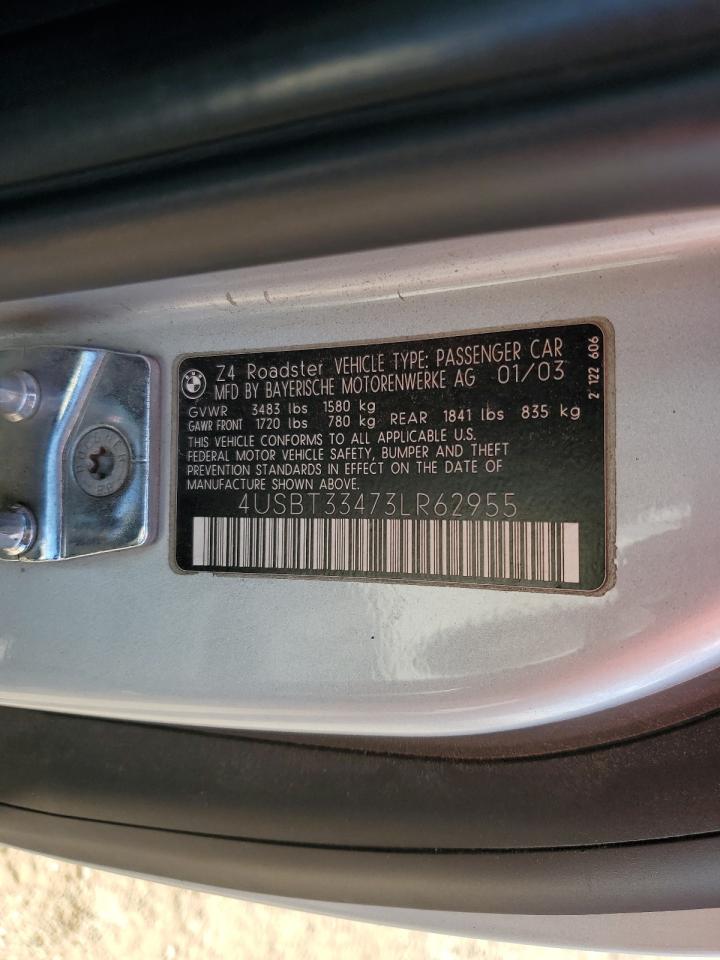 Z4 Roadster VEHICLE TYPE: PASSENGER CAR
MFD BY BAYERISCHE MOTORENWERKE AG 01/03
GVWR 3483 lbs 1580 kg
GAWR FRONT 1720 lbs 780 kg REAR 1841 lbs 835 kg
THIS VEHICLE CONFORMS TO ALL APPLICABLE U.S.
FEDERAL MOTOR VEHICLE SAFETY, BUMPER AND THEFT
PREVENTION STANDARDS IN EFFECT ON THE DATE OF
MANUFACTURE SHOWN ABOVE.
4USBT33473LR62955
2 122 606